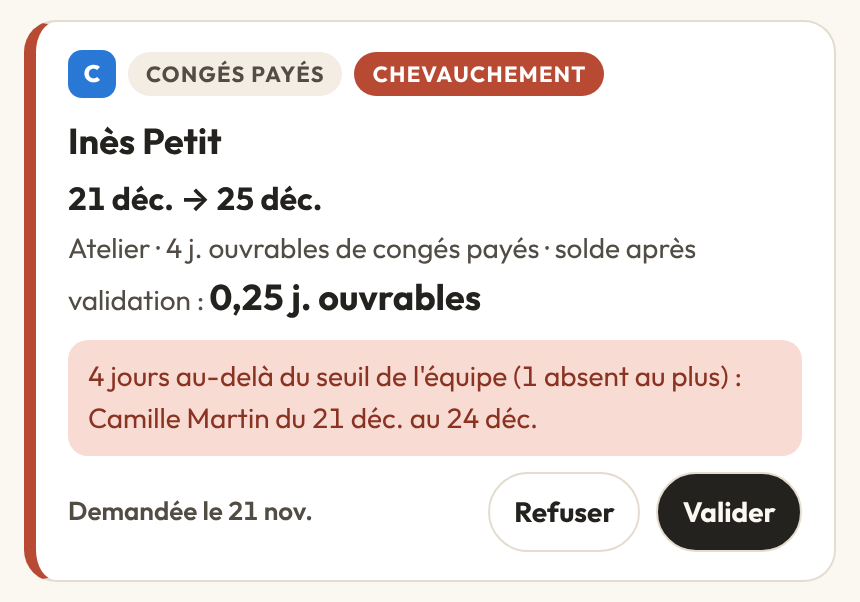 C CONGÉS PAYÉS CHEVAUCHEMENT
Inès Petit
21 déc. → 25 déc.
Atelier · 4 j. ouvrables de congés payés · solde après
validation : 0,25 j. ouvrables
4 jours au-delà du seuil de l'équipe (1 absent au plus) :
Camille Martin du 21 déc. au 24 déc.
Demandée le 21 nov. Refuser Valider